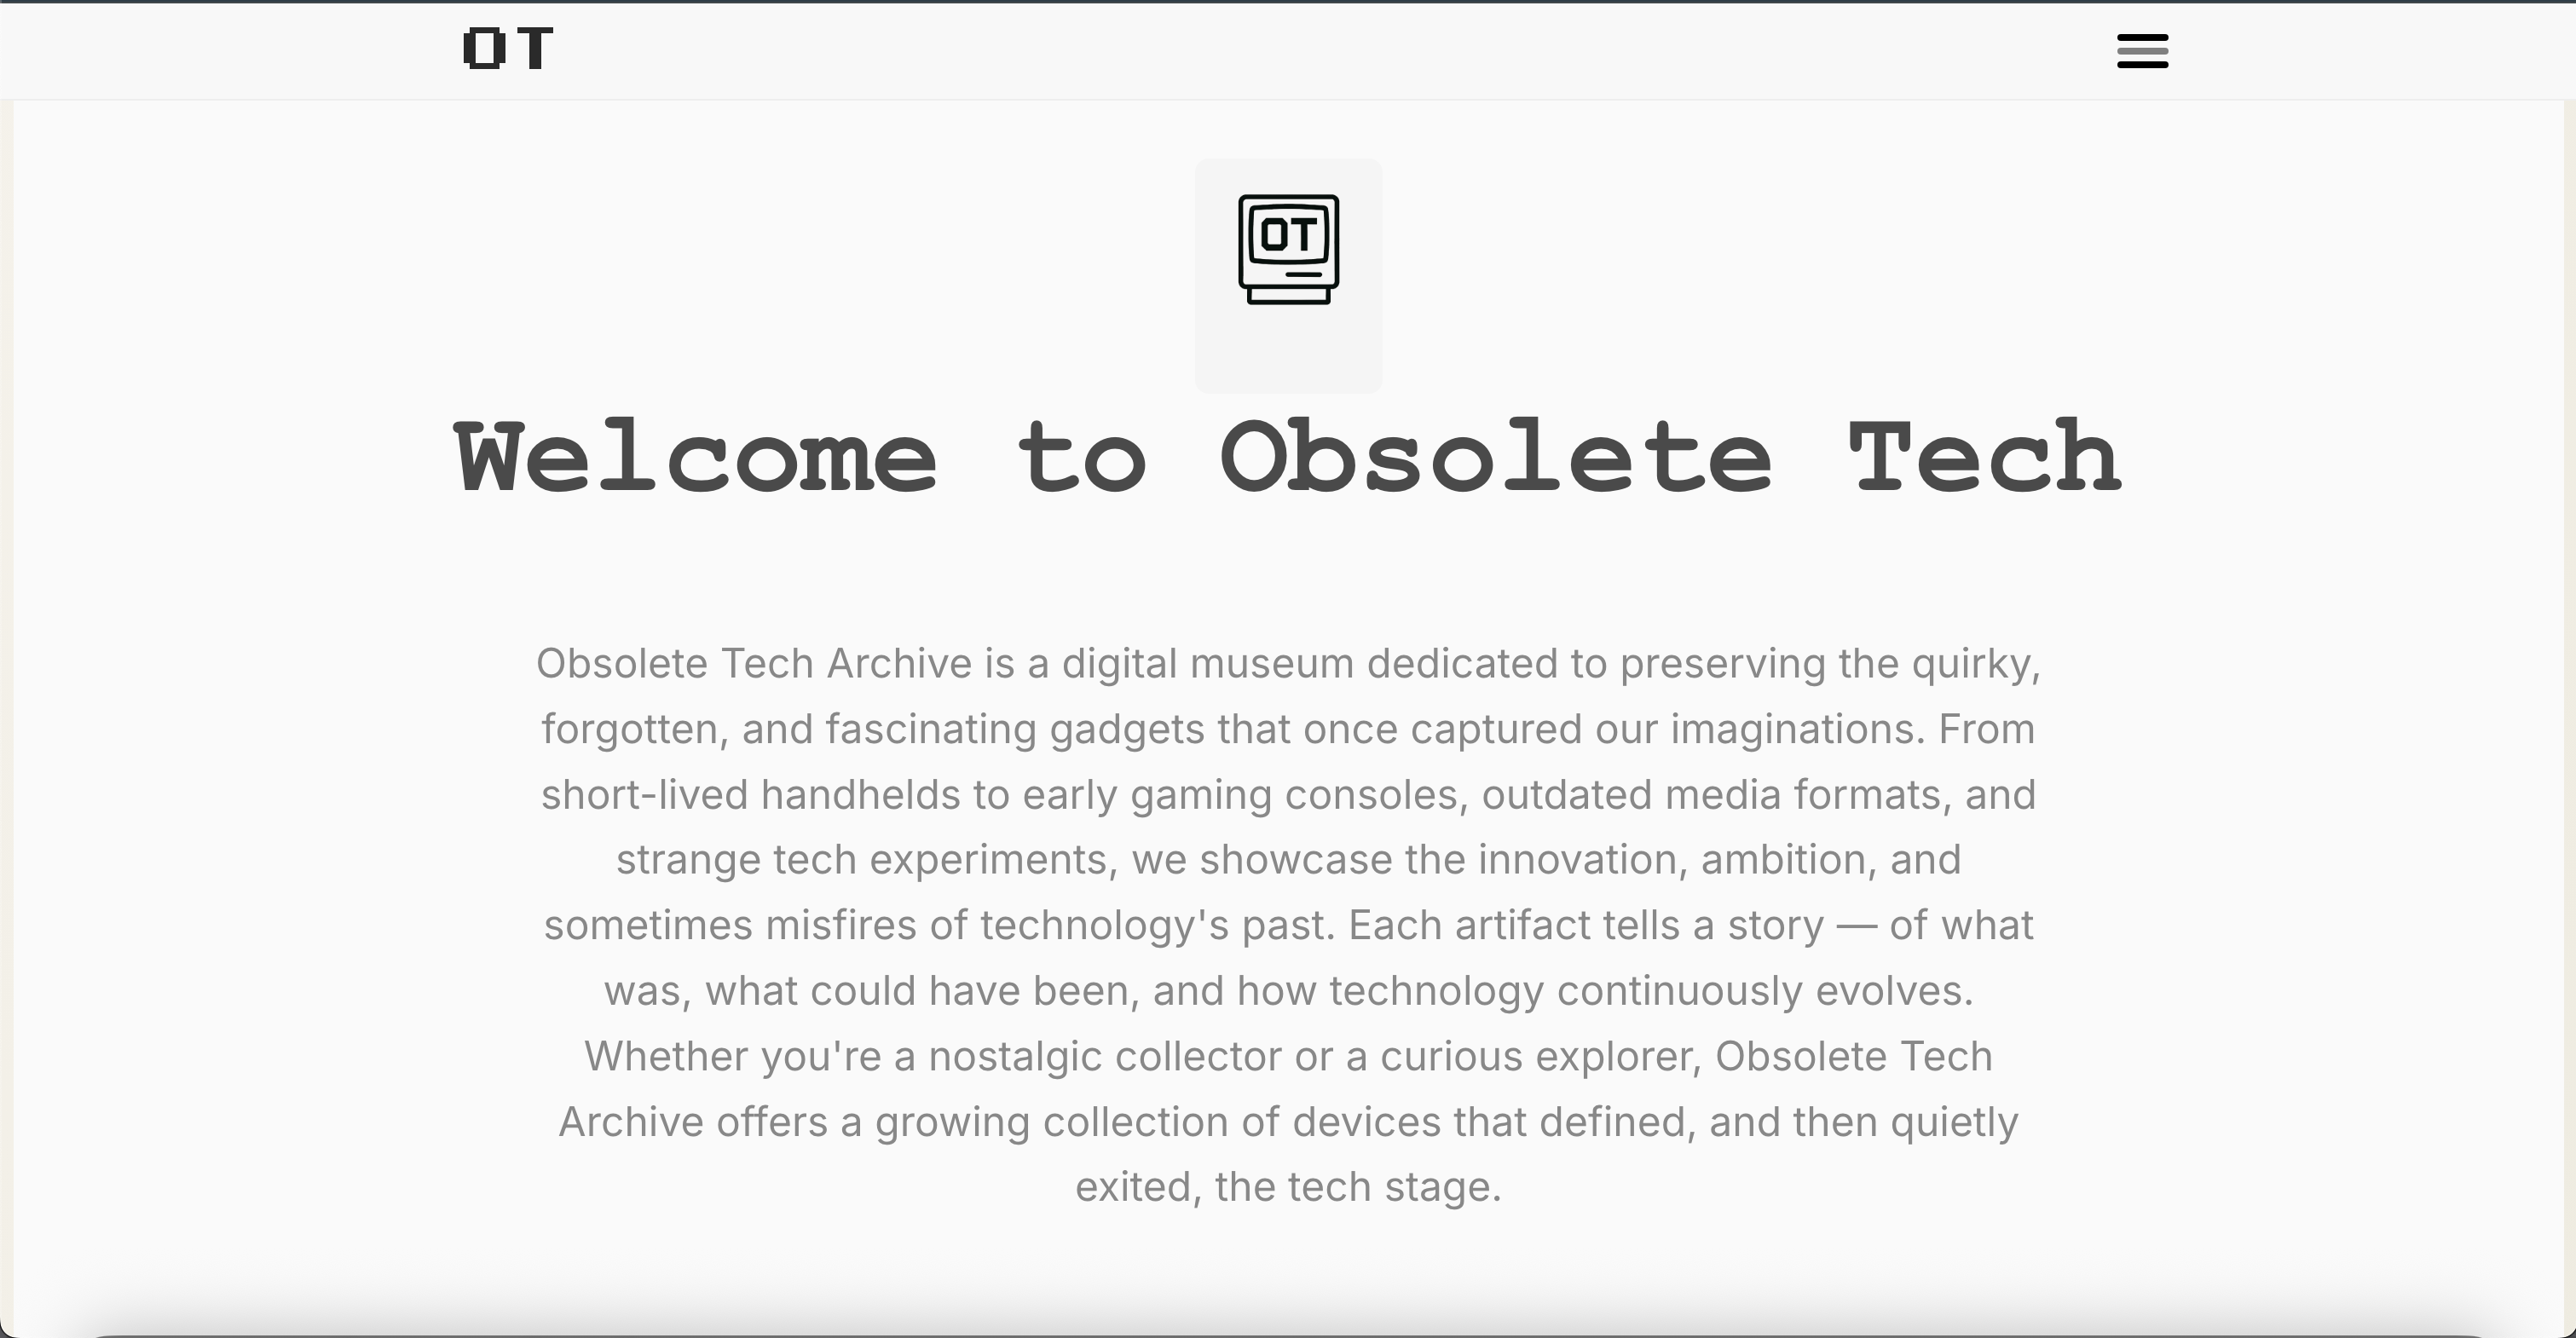 OT
OT
Welcome to Obsolete Tech
Obsolete Tech Archive is a digital museum dedicated to preserving the quirky,
forgotten, and fascinating gadgets that once captured our imaginations. From
short-lived handhelds to early gaming consoles, outdated media formats, and
strange tech experiments, we showcase the innovation, ambition, and
sometimes misfires of technology's past. Each artifact tells a story — of what
was, what could have been, and how technology continuously evolves.
Whether you're a nostalgic collector or a curious explorer, Obsolete Tech
Archive offers a growing collection of devices that defined, and then quietly
exited, the tech stage.